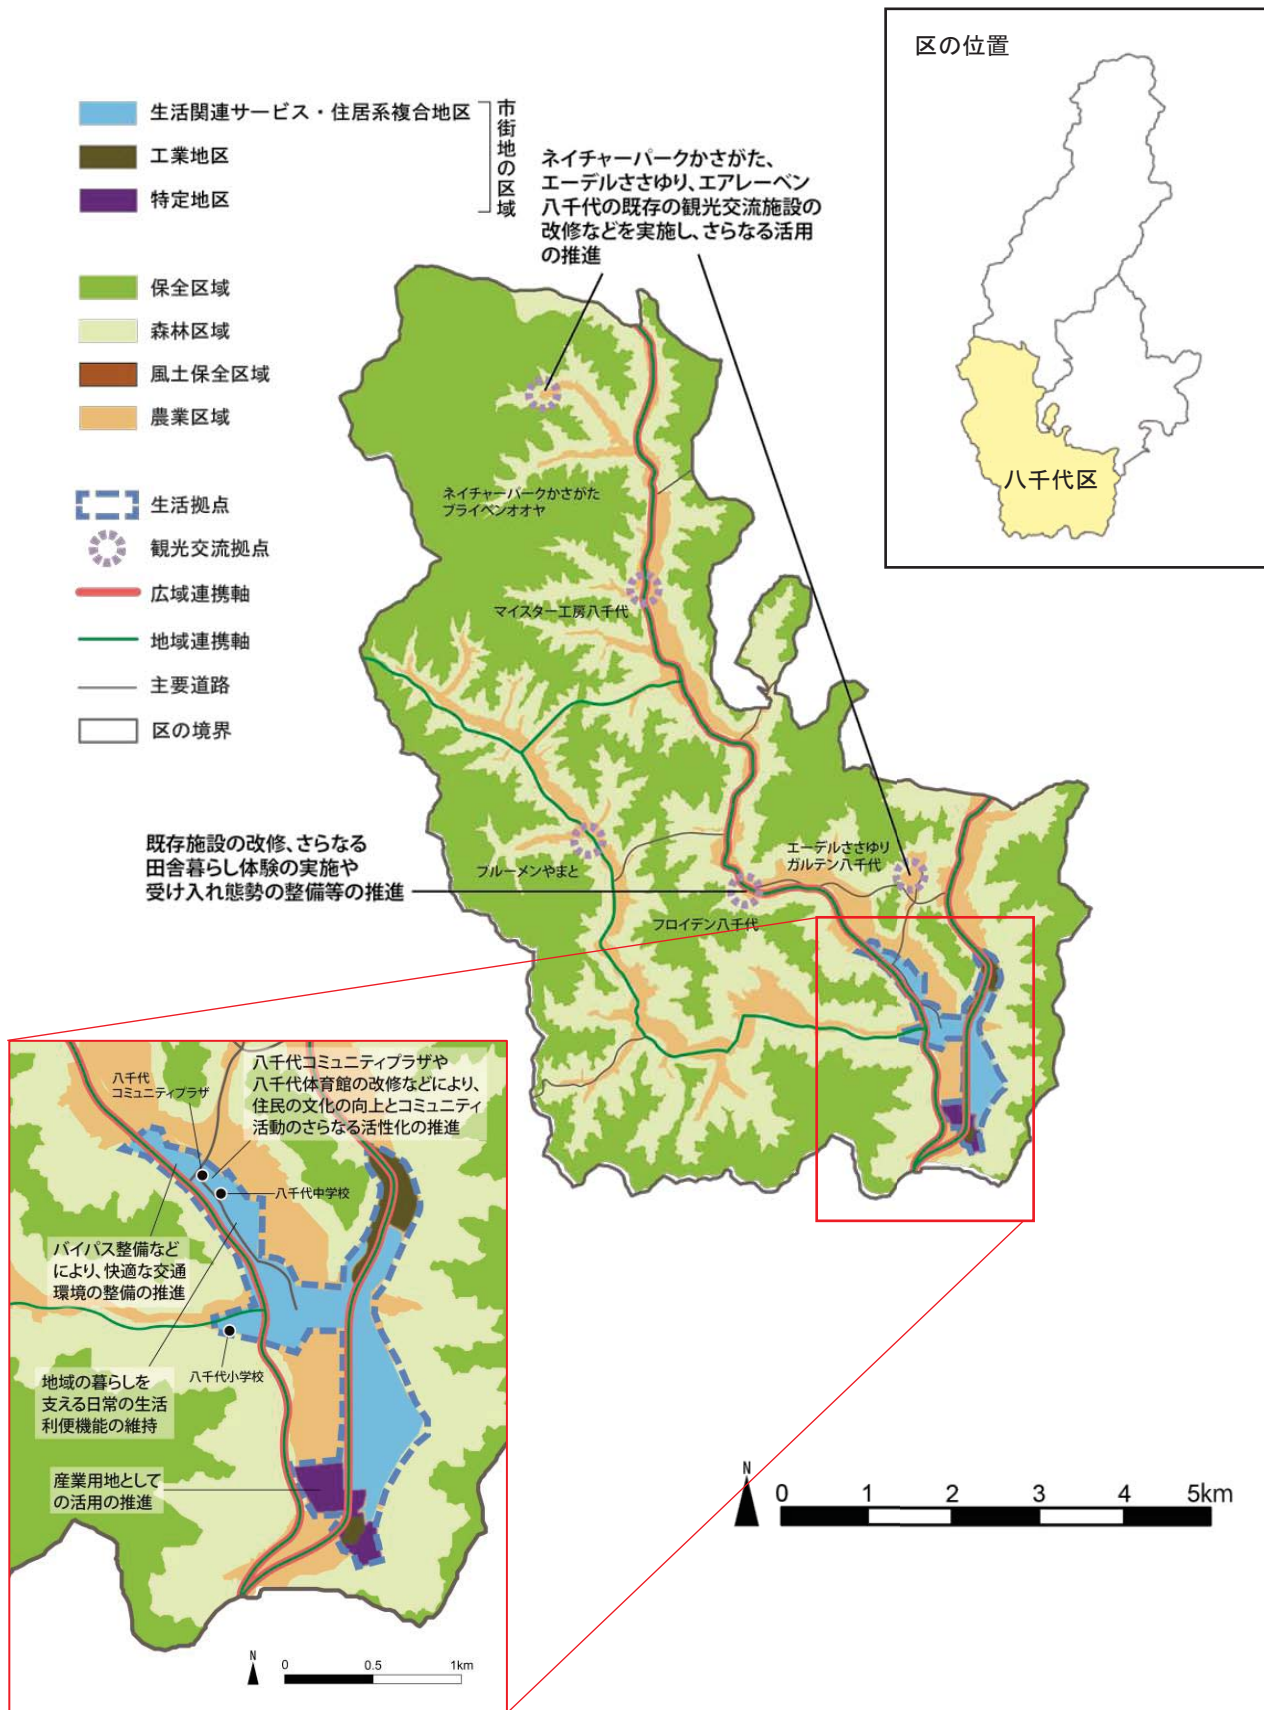 区の位置
八千代区
生活関連サービス・住居系複合地区
工業地区
特定地区
市街地の区域
保全区域
森林区域
風土保全区域
農業区域
生活拠点
観光交流拠点
広域連携軸
地域連携軸
主要道路
区の境界
ネイチャーパークかさがた、
エーデルささゆり、エアレーベン
八千代の既存の観光交流施設の
改修などを実施し、さらなる活用
の推進
ネイチャーパークかさがた
ブライベンオオヤ
マイスター工房八千代
既存施設の改修、さらなる
田舎暮らし体験の実施や
受け入れ態勢の整備等の推進
ブルーメンやまと
エーデルささゆり
ガルテン八千代
フロイデン八千代
八千代
コミュニティプラザ
八千代コミュニティプラザや
八千代体育館の改修などにより、
住民の文化の向上とコミュニティ
活動のさらなる活性化の推進
八千代中学校
バイパス整備など
により、快適な交通
環境の整備の推進
八千代小学校
地域の暮らしを
支える日常の生活
利便機能の維持
産業用地として
の活用の推進
N
0 0.5 1km
N
0 1 2 3 4 5km